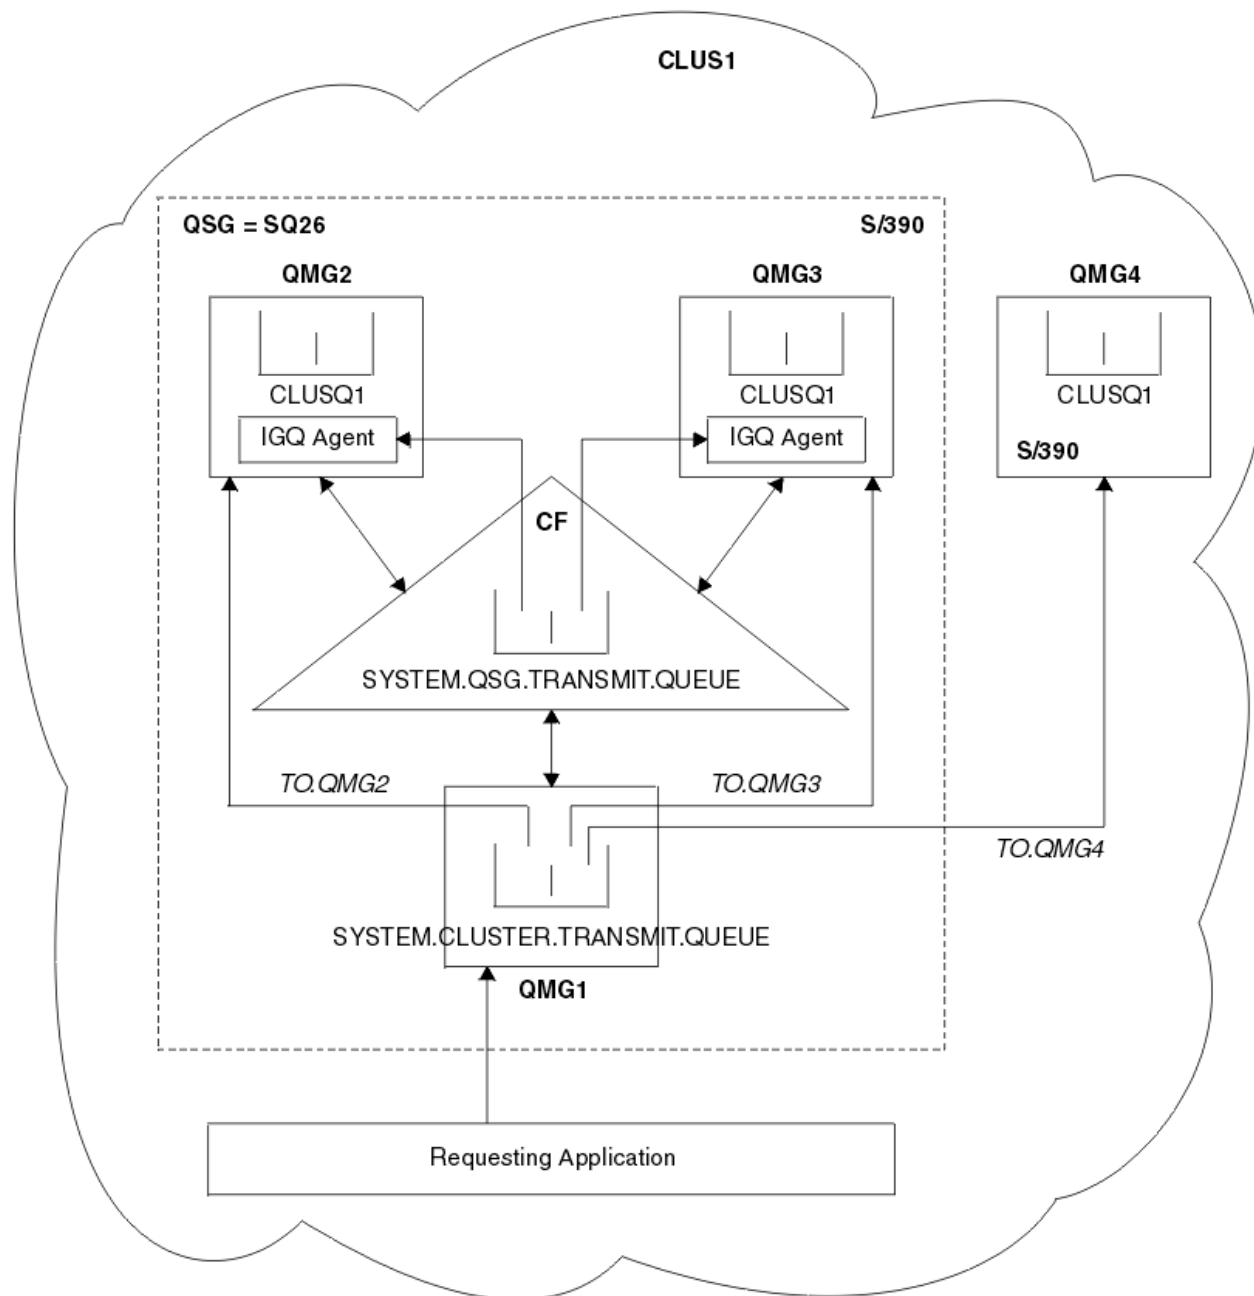 CLUS1
QSG = SQ26
S/390
QMG2
QMG3
QMG4
CLUSQ1
CLUSQ1
CLUSQ1
IGQ Agent
IGQ Agent
S/390
CF
SYSTEM.QSG.TRANSMIT.QUEUE
TO.QMG2
TO.QMG3
TO.QMG4
SYSTEM.CLUSTER.TRANSMIT.QUEUE
QMG1
Requesting Application